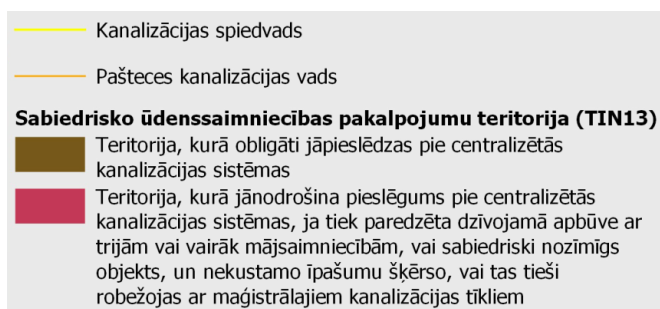 Kanalizācijas spiedvads
Pašteces kanalizācijas vads
Sabiedrisko ūdenssaimniecības pakalpojumu teritorija (TIN13)
Teritorija, kurā obligāti jāpieslēdzas pie centralizētās
kanalizācijas sistēmas
Teritorija, kurā jānodrošina pieslēgums pie centralizētās
kanalizācijas sistēmas, ja tiek paredzēta dzīvojamā apbūve ar
trijām vai vairāk mājsaimniecībām, vai sabiedriski nozīmīgs
objekts, un nekustamo īpašumu šķērso, vai tas tieši
robežojas ar maģistrālajiem kanalizācijas tīkliem